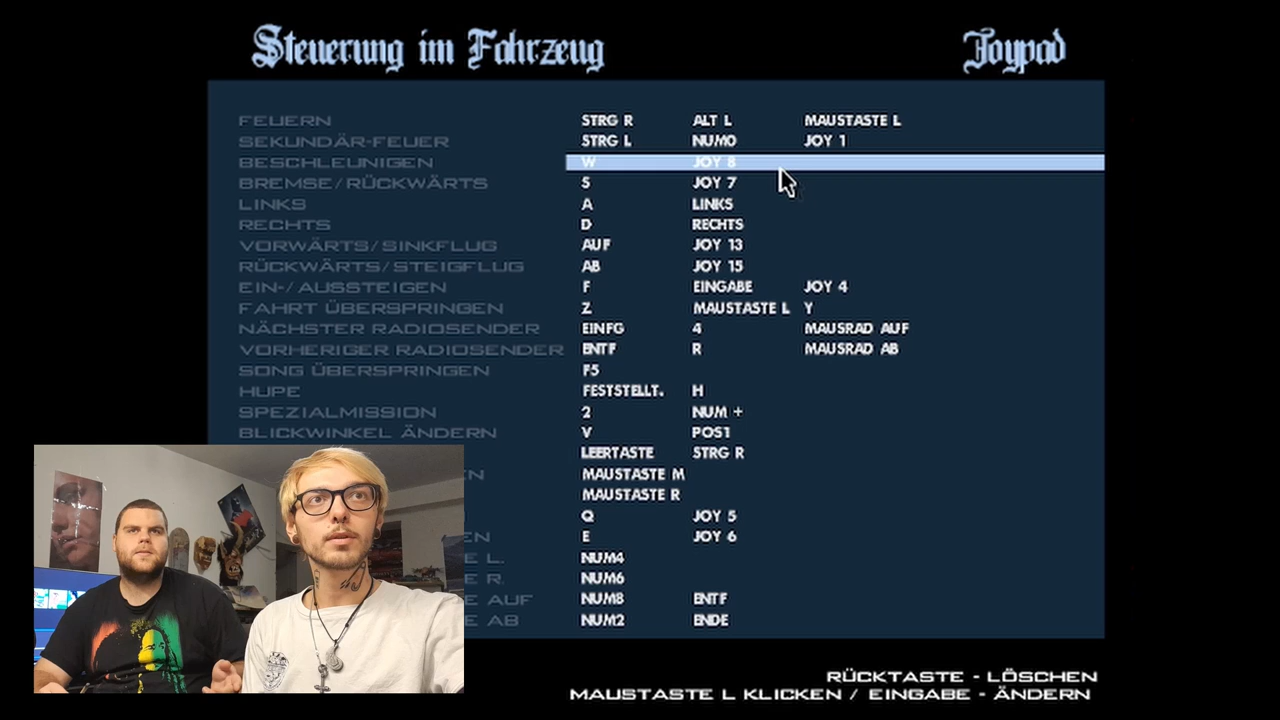 Steuerung im Fahrzeug Joypad
FEUERN STRG R ALT L MAUSTASTE L
SEKUNDÄR-FEUER STRG L NUM0 JOY 1
BESCHLEUNIGEN W JOY 8
BREMSE/RÜCKWÄRTS S JOY 7
LINKS A LINKS
RECHTS D RECHTS
VORWÄRTS/SINKFLUG AUF JOY 13
RÜCKWÄRTS/STEIGFLUG AB JOY 15
EIN-/AUSSTEIGEN F EINGABE JOY 4
FAHRT ÜBERSPRINGEN Z MAUSTASTE L Y
NÄCHSTER RADIOSENDER EINFG 4 MAUSRAD AUF
VORHERIGER RADIOSENDER ENTF R MAUSRAD AB
SONG ÜBERSPRINGEN F5
HUPE FESTSTELLT. H
SPEZIALMISSION 2 NUM +
BLICKWINKEL ÄNDERN V POS1
LEERTASTE STRG R
N MAUSTASTE M
MAUSTASTE R
Q JOY 5
EN E JOY 6
E L. NUM4
E R. NUM6
E AUF NUM8 ENTF
E AB NUM2 ENDE
RÜCKTASTE - LÖSCHEN
MAUSTASTE L KLICKEN / EINGABE - ÄNDERN